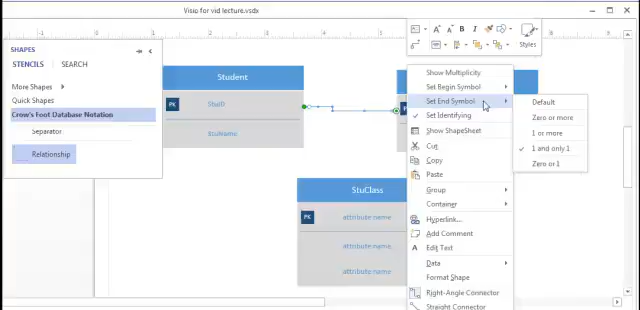 Visio for vid lecture.vsdx
SHAPES
STENCILS SEARCH
More Shapes
Quick Shapes
Crow's Foot Database Notation
Separator
Relationship
Student
PK StuID
StuName
StuClass
PK attribute name
attribute name
attribute name
A A B I
Styles
Show Multiplicity
Set Begin Symbol
Set End Symbol
Set Identifying
Show ShapeSheet
Cut
Copy
Paste
Group
Container
Hyperlink...
Add Comment
Edit Text
Data
Format Shape
Right-Angle Connector
Straight Connector
Default
Zero or more
1 or more
1 and only 1
Zero or 1